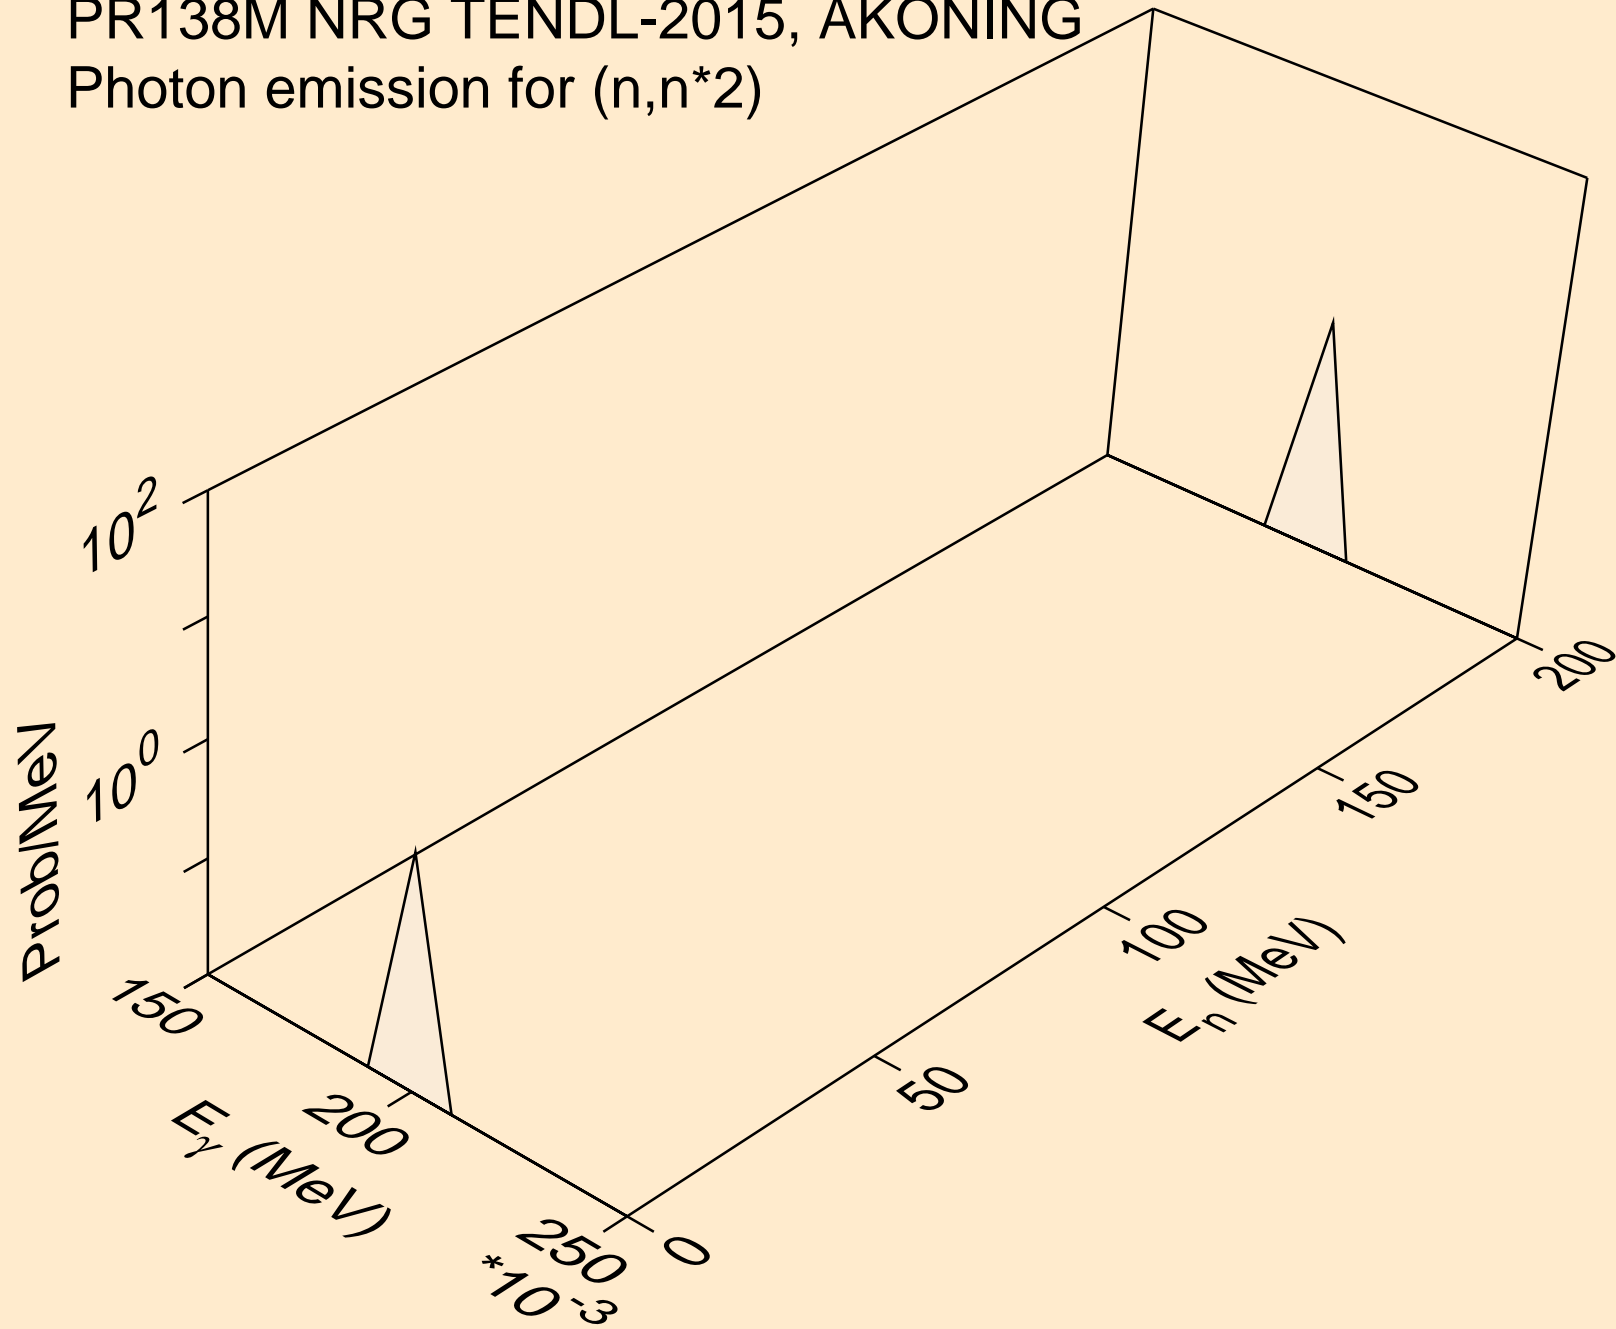 PR138M NRG TENDL-2015, AKONING
Photon emission for (n,n*2)
10^2
10^0
Prob/MeV
150
200
250
*10^-3
Eγ (MeV)
0
50
100
150
200
En (MeV)